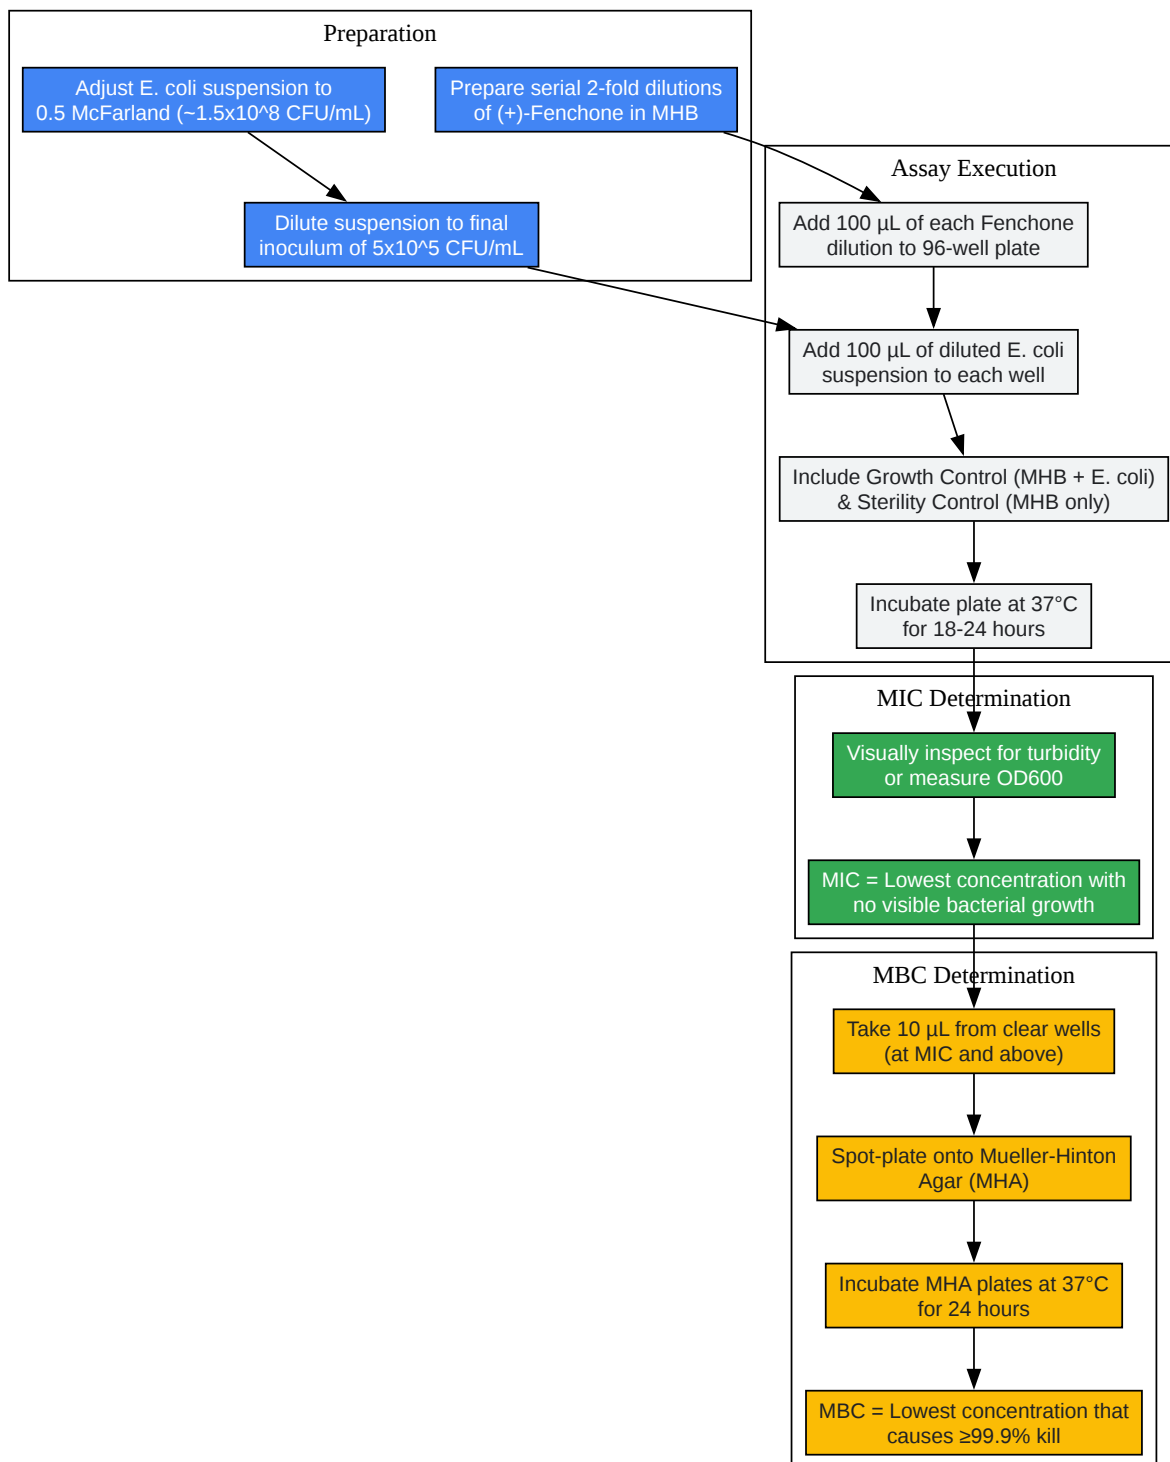 Preparation
Adjust E. coli suspension to
0.5 McFarland (~1.5x10^8 CFU/mL)
Prepare serial 2-fold dilutions
of (+)-Fenchone in MHB
Dilute suspension to final
inoculum of 5x10^5 CFU/mL
Assay Execution
Add 100 µL of each Fenchone
dilution to 96-well plate
Add 100 µL of diluted E. coli
suspension to each well
Include Growth Control (MHB + E. coli)
& Sterility Control (MHB only)
Incubate plate at 37°C
for 18-24 hours
MIC Determination
Visually inspect for turbidity
or measure OD600
MIC = Lowest concentration with
no visible bacterial growth
MBC Determination
Take 10 µL from clear wells
(at MIC and above)
Spot-plate onto Mueller-Hinton
Agar (MHA)
Incubate MHA plates at 37°C
for 24 hours
MBC = Lowest concentration that
causes ≥99.9% kill